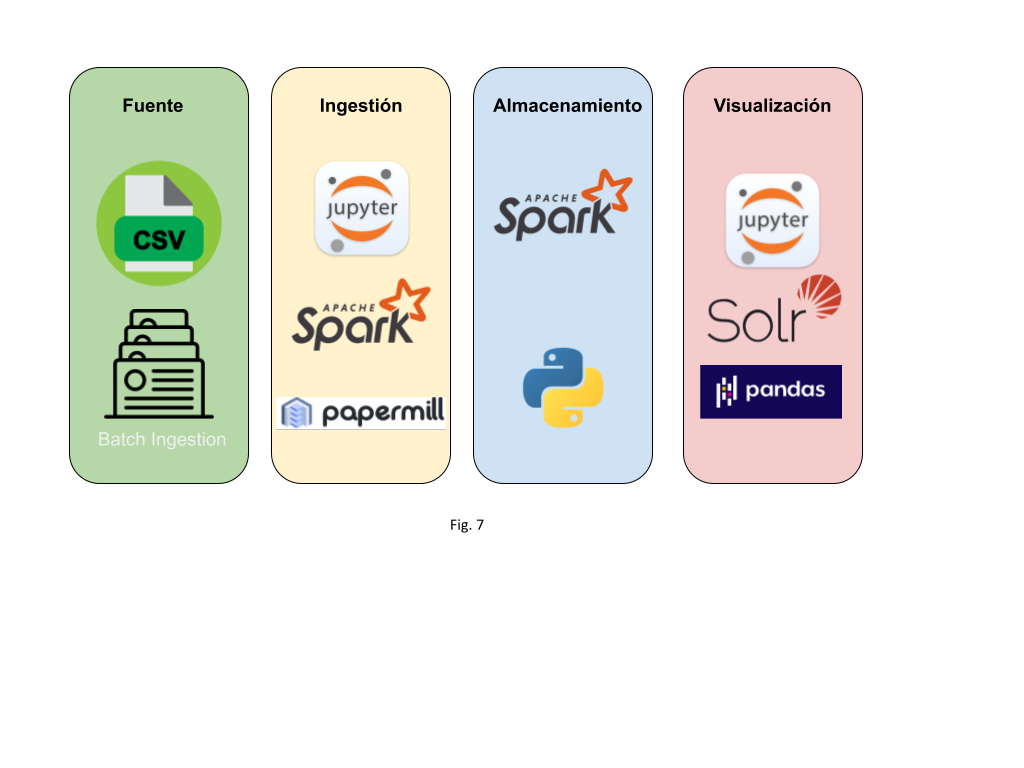 Fuente
CSV
Batch Ingestion
Ingestión
jupyter
APACHE
Spark
papermill
Almacenamiento
APACHE
Spark
Visualización
jupyter
Solr
pandas
Fig. 7